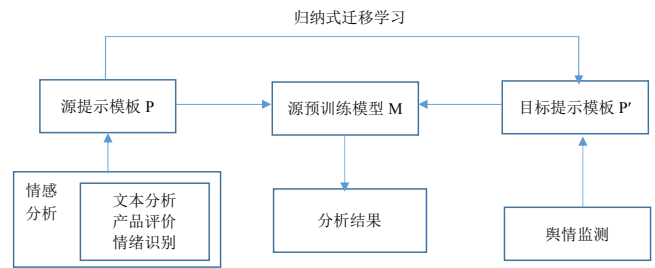 归纳式迁移学习
源提示模板 P
源预训练模型 M
目标提示模板 P′
情感
分析
文本分析
产品评价
情绪识别
分析结果
舆情监测